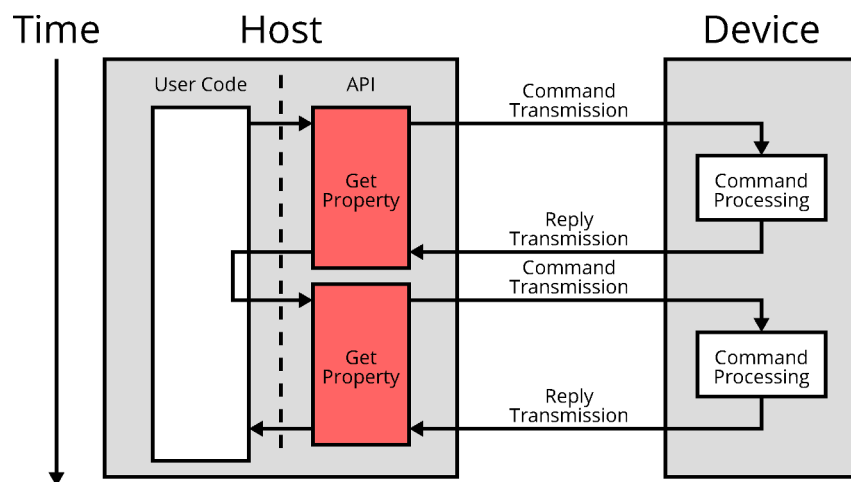 Time
Host
Device
User Code
API
Command
Transmission
Get
Property
Command
Processing
Reply
Transmission
Command
Transmission
Get
Property
Command
Processing
Reply
Transmission